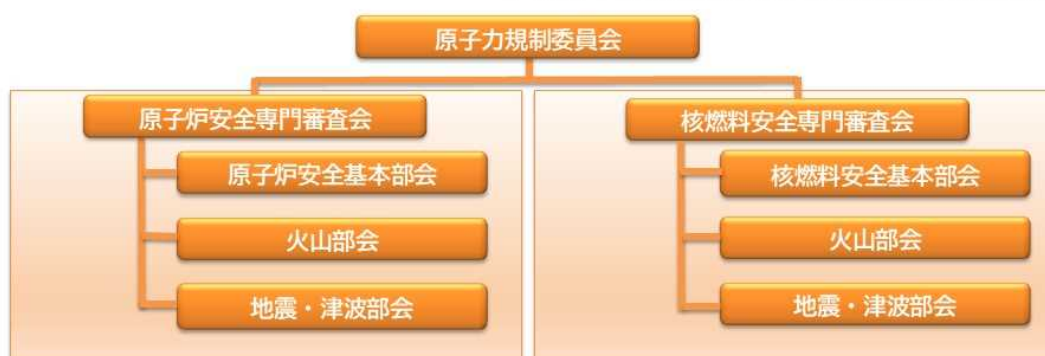 原子力規制委員会
原子炉安全専門審査会
原子炉安全基本部会
火山部会
地震・津波部会
核燃料安全専門審査会
核燃料安全基本部会
火山部会
地震・津波部会